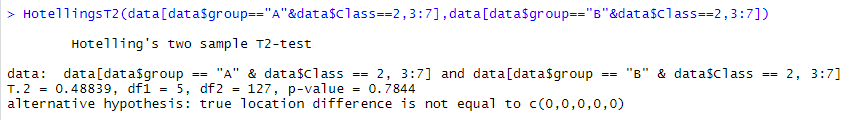 > HotellingsT2(data[data$group=="A"&data$Class==2,3:7],data[data$group=="B"&data$Class==2,3:7])
Hotelling's two sample T2-test
data:  data[data$group == "A" & data$Class == 2, 3:7] and data[data$group == "B" & data$Class == 2, 3:7]
T.2 = 0.48839, df1 = 5, df2 = 127, p-value = 0.7844
alternative hypothesis: true location difference is not equal to c(0,0,0,0,0)